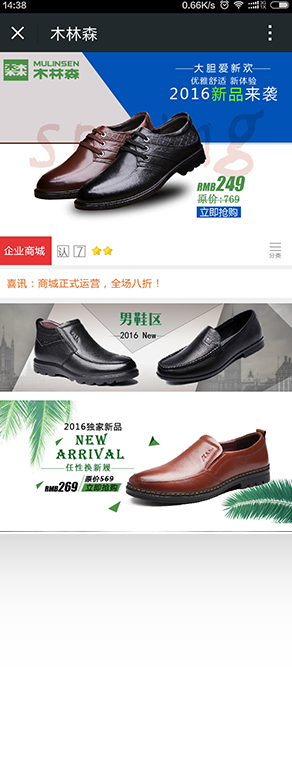 14:38
0.66K/s
木林森
MULINSEN
木林森
大胆爱新欢
优雅舒适 新体验
2016新品来袭
spring
RMB249
原价:769
立即抢购
企业商城
认 7
分类
喜讯：商城正式运营，全场八折！
男鞋区
2016 New
2016独家新品
NEW
ARRIVAL
任性换新履
RMB269
原价569
立即抢购